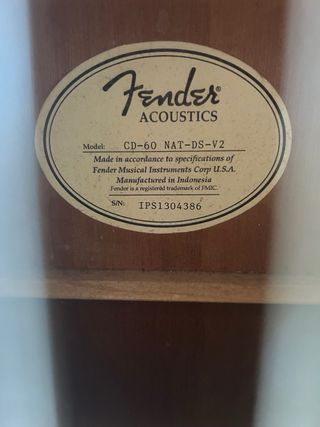 Fender®
ACOUSTICS
Model: CD-60 NAT-DS-V2
Made in accordance to specifications of
Fender Musical Instruments Corp U.S.A.
Manufactured in Indonesia
Fender is a registered trademark of FMIC.
S/N: IPS1304386